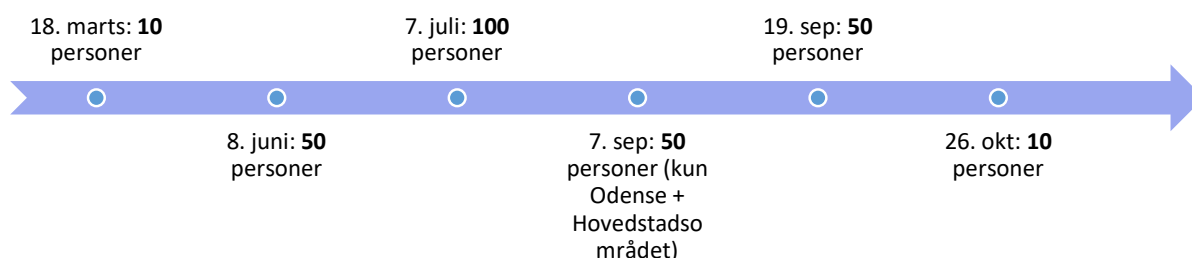 18. marts: 10
personer
8. juni: 50
personer
7. juli: 100
personer
7. sep: 50
personer (kun
Odense +
Hovedstadso
mrådet)
19. sep: 50
personer
26. okt: 10
personer